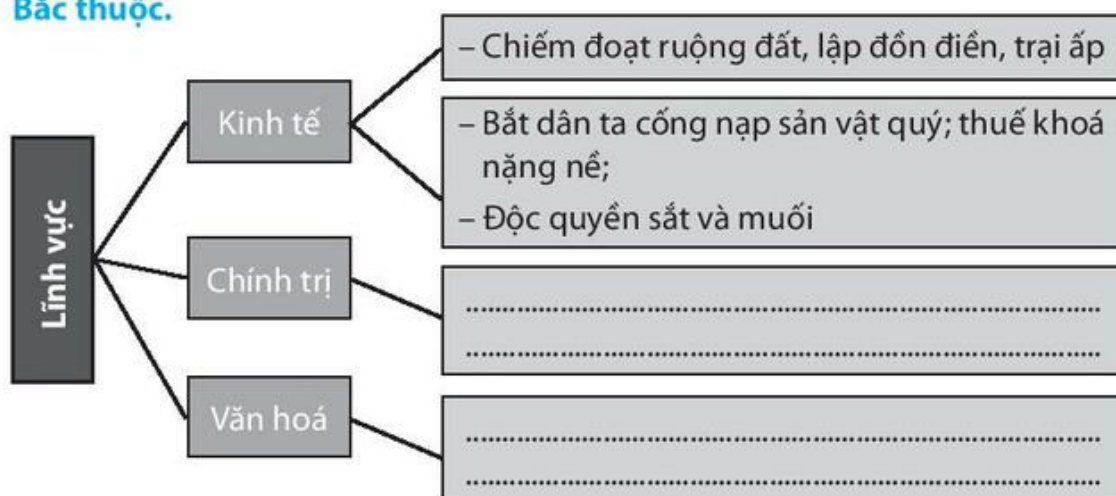 Bắc thuộc.
– Chiếm đoạt ruộng đất, lập đồn điền, trại ấp
Kinh tế
– Bắt dân ta cống nạp sản vật quý; thuế khoá
nặng nề;
– Độc quyền sắt và muối
Lĩnh vực
Chính trị
................................................................................
................................................................................
Văn hoá
................................................................................
................................................................................